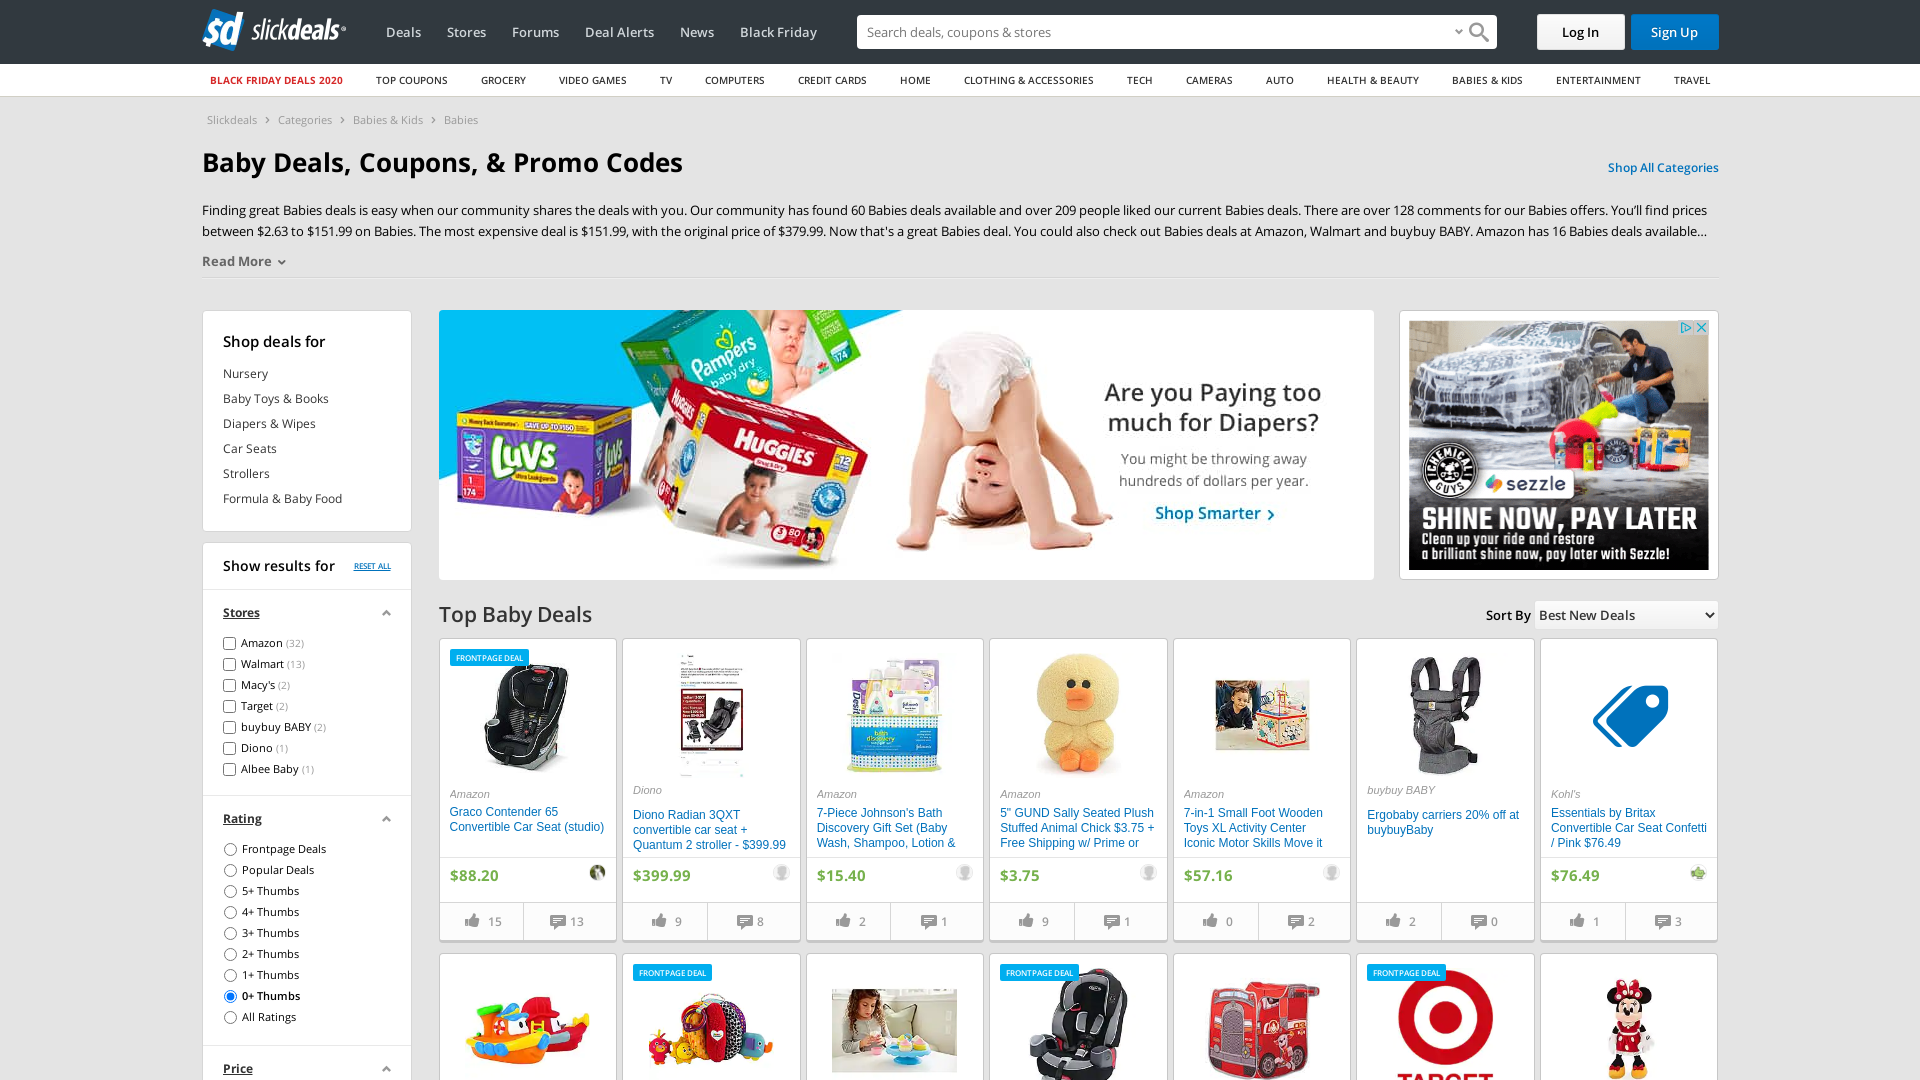 sd slickdeals
Deals
Stores
Forums
Deal Alerts
News
Black Friday
Search deals, coupons & stores
Log In
Sign Up
BLACK FRIDAY DEALS 2020
TOP COUPONS
GROCERY
VIDEO GAMES
TV
COMPUTERS
CREDIT CARDS
HOME
CLOTHING & ACCESSORIES
TECH
CAMERAS
AUTO
HEALTH & BEAUTY
BABIES & KIDS
ENTERTAINMENT
TRAVEL
Slickdeals > Categories > Babies & Kids > Babies
Baby Deals, Coupons, & Promo Codes
Shop All Categories
Finding great Babies deals is easy when our community shares the deals with you. Our community has found 60 Babies deals available and over 209 people liked our current Babies deals. There are over 128 comments for our Babies offers. You'll find prices
between $2.63 to $151.99 on Babies. The most expensive deal is $151.99, with the original price of $379.99. Now that's a great Babies deal. You could also check out Babies deals at Amazon, Walmart and buybuy BABY. Amazon has 16 Babies deals available...
Read More
Shop deals for
Nursery
Baby Toys & Books
Diapers & Wipes
Car Seats
Strollers
Formula & Baby Food
Show results for
RESET ALL
Stores
Amazon (32)
Walmart (13)
Macy's (2)
Target (2)
buybuy BABY (2)
Diono (1)
Albee Baby (1)
Rating
Frontpage Deals
Popular Deals
5+ Thumbs
4+ Thumbs
3+ Thumbs
2+ Thumbs
1+ Thumbs
0+ Thumbs
All Ratings
Price
Pampers
baby dry
174
Luvs
Ultra Leakguards
SAVE UP TO $150
1
174
Luvs
HUGGIES
HUGGIES
Snug & Dry
12
3
80
Are you Paying too
much for Diapers?
You might be throwing away
hundreds of dollars per year.
Shop Smarter >
CHEMICAL
GUYS
sezzle
SHINE NOW, PAY LATER
Clean up your ride and restore
a brilliant shine now, pay later with Sezzle!
Top Baby Deals
Sort By
Best New Deals
FRONTPAGE DEAL
Amazon
Graco Contender 65
Convertible Car Seat (studio)
$88.20
15
13
Diono
Diono Radian 3QXT
convertible car seat +
Quantum 2 stroller - $399.99
$399.99
9
8
Amazon
7-Piece Johnson's Bath
Discovery Gift Set (Baby
Wash, Shampoo, Lotion &
$15.40
2
1
Amazon
5" GUND Sally Seated Plush
Stuffed Animal Chick $3.75 +
Free Shipping w/ Prime or
$3.75
9
1
Amazon
7-in-1 Small Foot Wooden
Toys XL Activity Center
Iconic Motor Skills Move it
$57.16
0
2
buybuy BABY
Ergobaby carriers 20% off at
buybuyBaby
2
0
Kohl's
Essentials by Britax
Convertible Car Seat Confetti
/ Pink $76.49
$76.49
1
3
FRONTPAGE DEAL
FRONTPAGE DEAL
FRONTPAGE DEAL
TARGET